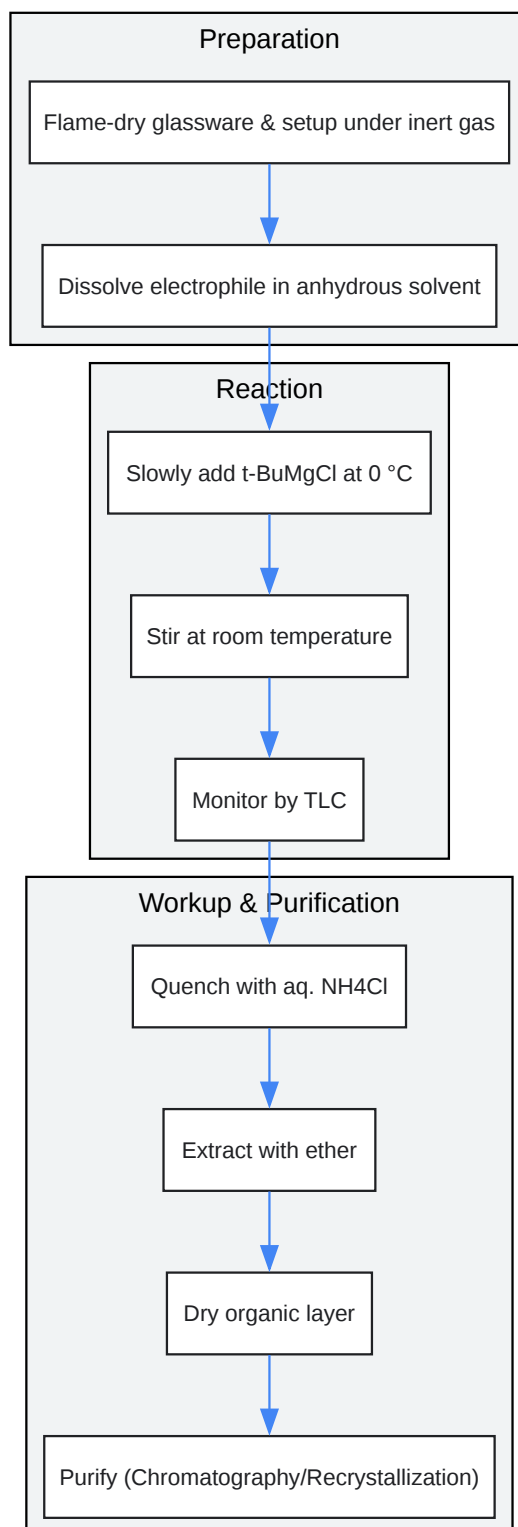 Preparation
Flame-dry glassware & setup under inert gas
Dissolve electrophile in anhydrous solvent
Reaction
Slowly add t-BuMgCl at 0 °C
Stir at room temperature
Monitor by TLC
Workup & Purification
Quench with aq. NH4Cl
Extract with ether
Dry organic layer
Purify (Chromatography/Recrystallization)